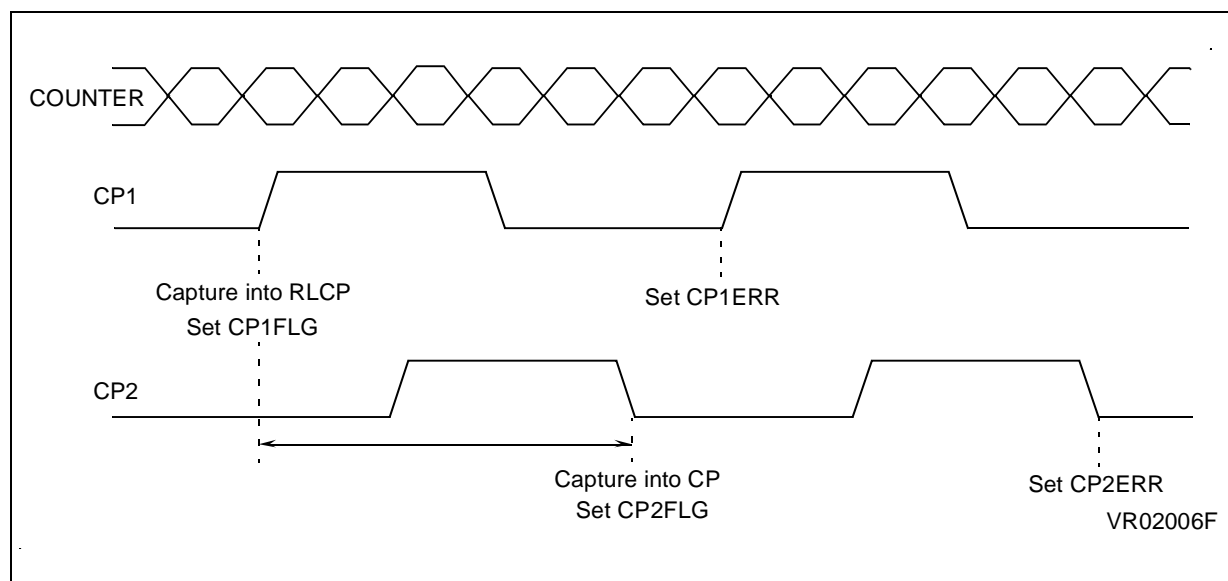 COUNTER
CP1
Capture into RLCP
Set CP1FLG
Set CP1ERR
CP2
Capture into CP
Set CP2FLG
Set CP2ERR
VR02006F